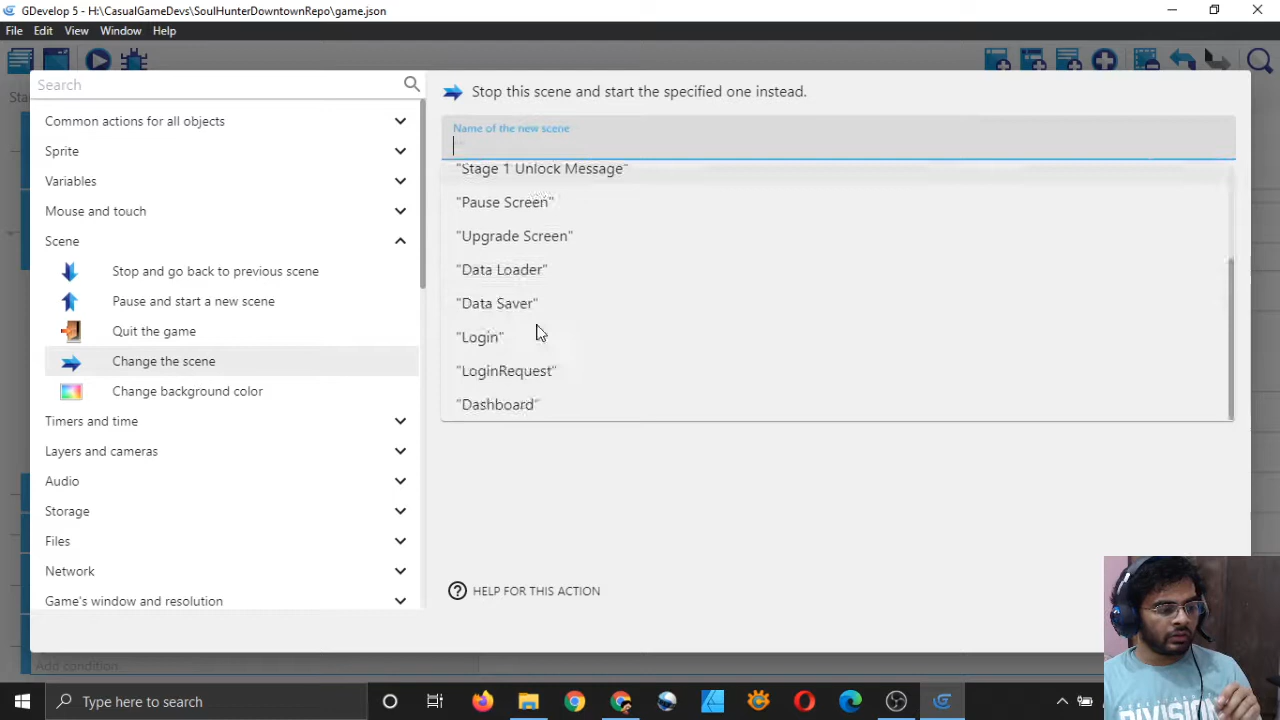 GDevelop 5 - H:\CasualGameDevs\SoulHunterDowntownRepo\game.json
File Edit View Window Help
Search
Stop this scene and start the specified one instead.
Common actions for all objects
Name of the new scene
Sprite
"Stage 1 Unlock Message"
Variables
"Pause Screen"
Mouse and touch
"Upgrade Screen"
Scene
Stop and go back to previous scene
"Data Loader"
Pause and start a new scene
"Data Saver"
Quit the game
"Login"
Change the scene
"LoginRequest"
Change background color
"Dashboard"
Timers and time
Layers and cameras
Audio
Storage
Files
Network
HELP FOR THIS ACTION
Game's window and resolution
Add condition
Type here to search